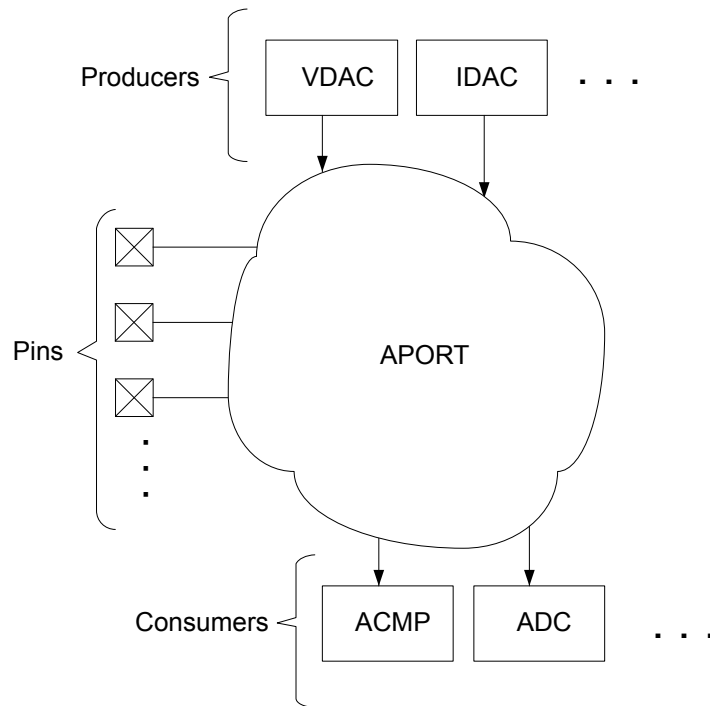 Producers
VDAC
IDAC
. . .
Pins
APORT
.
.
.
Consumers
ACMP
ADC
. . .